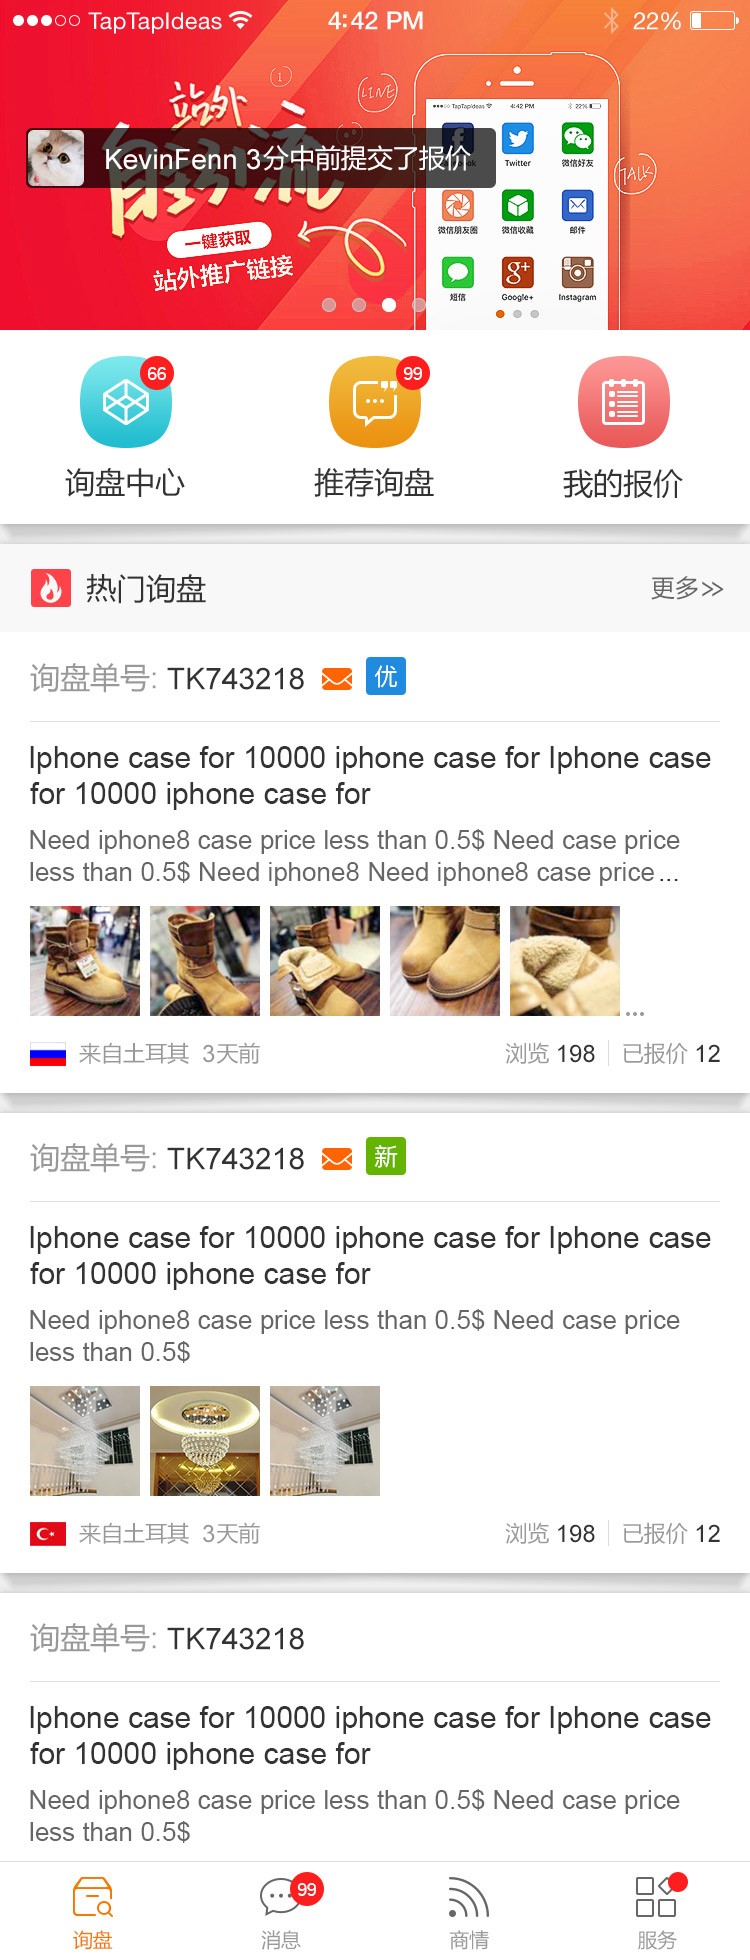 TapTapIdeas
4:42 PM
22%
站外
自动引流
LINE
TALK
KevinFenn 3分中前提交了报价
一键获取
站外推广链接
TapTapIdeas
4:42 PM
22%
Twitter
微信好友
微信朋友圈
微信收藏
邮件
短信
Google+
Instagram
66
99
询盘中心
推荐询盘
我的报价
热门询盘
更多>>
询盘单号: TK743218 优
Iphone case for 10000 iphone case for Iphone case
for 10000 iphone case for
Need iphone8 case price less than 0.5$ Need case price
less than 0.5$ Need iphone8 Need iphone8 case price...
...
来自土耳其 3天前
浏览 198
已报价 12
询盘单号: TK743218 新
Iphone case for 10000 iphone case for Iphone case
for 10000 iphone case for
Need iphone8 case price less than 0.5$ Need case price
less than 0.5$
来自土耳其 3天前
浏览 198
已报价 12
询盘单号: TK743218
Iphone case for 10000 iphone case for Iphone case
for 10000 iphone case for
Need iphone8 case price less than 0.5$ Need case price
less than 0.5$
99
询盘
消息
商情
服务